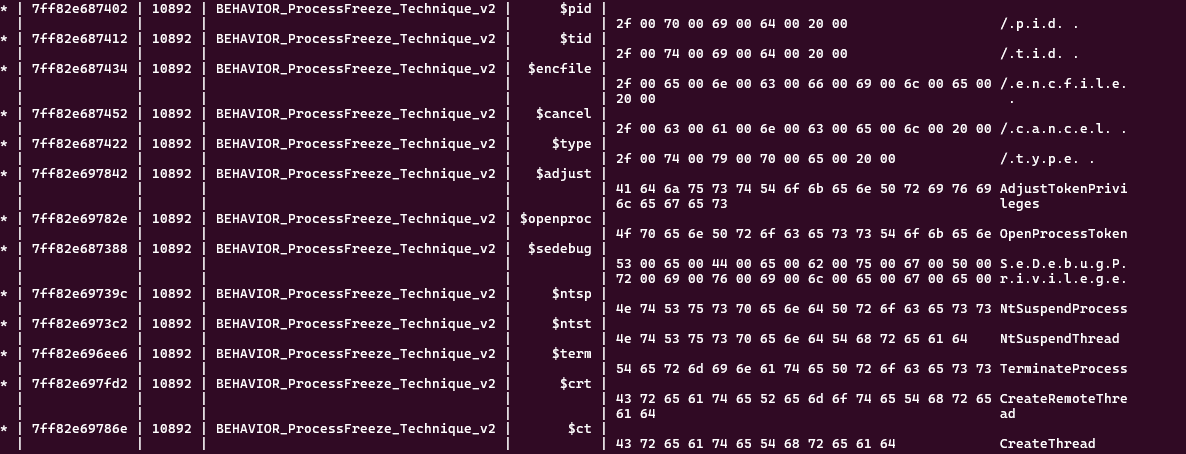 * | 7ff82e687402 | 10892 | BEHAVIOR_ProcessFreeze_Technique_v2 | $pid |
| | | | | 2f 00 70 00 69 00 64 00 20 00 /.p.i.d. .
* | 7ff82e687412 | 10892 | BEHAVIOR_ProcessFreeze_Technique_v2 | $tid |
| | | | | 2f 00 74 00 69 00 64 00 20 00 /.t.i.d. .
* | 7ff82e687434 | 10892 | BEHAVIOR_ProcessFreeze_Technique_v2 | $encfile |
| | | | | 2f 00 65 00 6e 00 63 00 66 00 69 00 6c 00 65 00 /.e.n.c.f.i.l.e.
| | | | | 20 00 .
* | 7ff82e687452 | 10892 | BEHAVIOR_ProcessFreeze_Technique_v2 | $cancel |
| | | | | 2f 00 63 00 61 00 6e 00 63 00 65 00 6c 00 20 00 /.c.a.n.c.e.l. .
* | 7ff82e687422 | 10892 | BEHAVIOR_ProcessFreeze_Technique_v2 | $type |
| | | | | 2f 00 74 00 79 00 70 00 65 00 20 00 /.t.y.p.e. .
* | 7ff82e697842 | 10892 | BEHAVIOR_ProcessFreeze_Technique_v2 | $adjust |
| | | | | 41 64 6a 75 73 74 54 6f 6b 65 6e 50 72 69 76 69 AdjustTokenPrivi
| | | | | 6c 65 67 65 73 leges
* | 7ff82e69782e | 10892 | BEHAVIOR_ProcessFreeze_Technique_v2 | $openproc |
| | | | | 4f 70 65 6e 50 72 6f 63 65 73 73 54 6f 6b 65 6e OpenProcessToken
* | 7ff82e687388 | 10892 | BEHAVIOR_ProcessFreeze_Technique_v2 | $sedebug |
| | | | | 53 00 65 00 44 00 65 00 62 00 75 00 67 00 50 00 S.e.D.e.b.u.g.P.
| | | | | 72 00 69 00 76 00 69 00 6c 00 65 00 67 00 65 00 r.i.v.i.l.e.g.e.
* | 7ff82e69739c | 10892 | BEHAVIOR_ProcessFreeze_Technique_v2 | $ntsp |
| | | | | 4e 74 53 75 73 70 65 6e 64 50 72 6f 63 65 73 73 NtSuspendProcess
* | 7ff82e6973c2 | 10892 | BEHAVIOR_ProcessFreeze_Technique_v2 | $ntst |
| | | | | 4e 74 53 75 73 70 65 6e 64 54 68 72 65 61 64 NtSuspendThread
* | 7ff82e696ee6 | 10892 | BEHAVIOR_ProcessFreeze_Technique_v2 | $term |
| | | | | 54 65 72 6d 69 6e 61 74 65 50 72 6f 63 65 73 73 TerminateProcess
* | 7ff82e697fd2 | 10892 | BEHAVIOR_ProcessFreeze_Technique_v2 | $crt |
| | | | | 43 72 65 61 74 65 52 65 6d 6f 74 65 54 68 72 65 CreateRemoteThre
| | | | | 61 64 ad
* | 7ff82e69786e | 10892 | BEHAVIOR_ProcessFreeze_Technique_v2 | $ct |
| | | | | 43 72 65 61 74 65 54 68 72 65 61 64 CreateThread